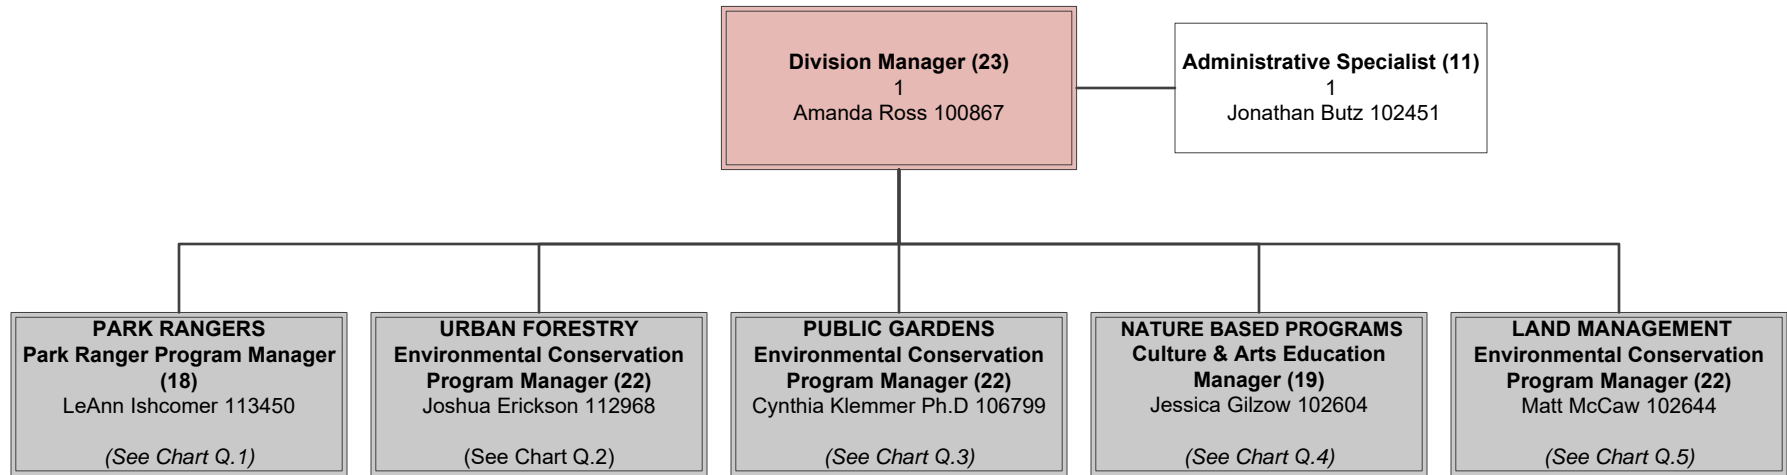 Division Manager (23)
1
Amanda Ross 100867
Administrative Specialist (11)
1
Jonathan Butz 102451
PARK RANGERS
Park Ranger Program Manager
(18)
LeAnn Ishcomer 113450
(See Chart Q.1)
URBAN FORESTRY
Environmental Conservation
Program Manager (22)
Joshua Erickson 112968
(See Chart Q.2)
PUBLIC GARDENS
Environmental Conservation
Program Manager (22)
Cynthia Klemmer Ph.D 106799
(See Chart Q.3)
NATURE BASED PROGRAMS
Culture & Arts Education
Manager (19)
Jessica Gilzow 102604
(See Chart Q.4)
LAND MANAGEMENT
Environmental Conservation
Program Manager (22)
Matt McCaw 102644
(See Chart Q.5)